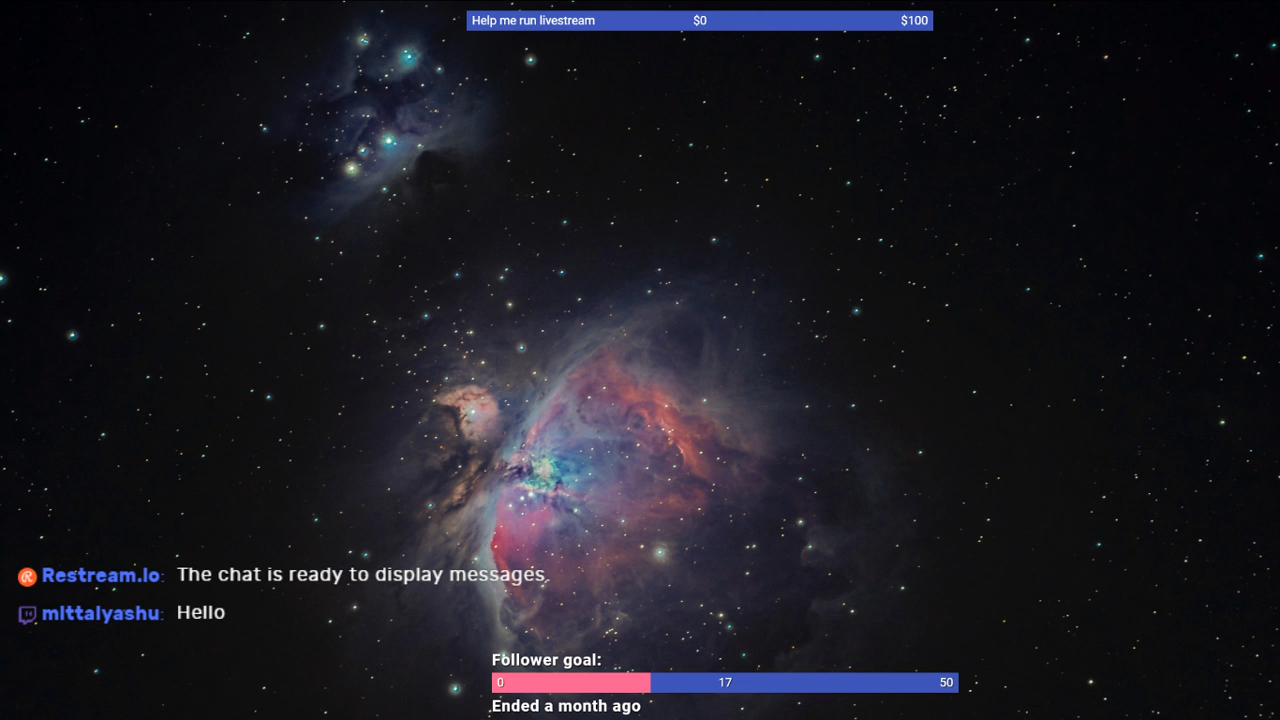 Help me run livestream $0 $100
Restream.io: The chat is ready to display messages.
mittalyashu: Hello
Follower goal:
0 17 50
Ended a month ago